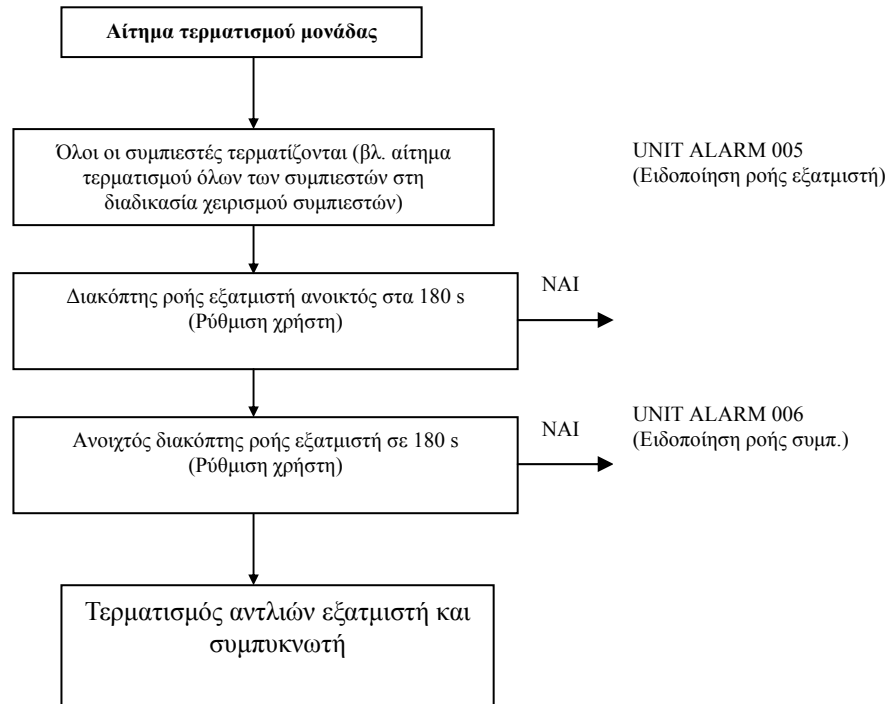 Αίτημα τερματισμού μονάδας
Όλοι οι συμπιεστές τερματίζονται (βλ. αίτημα
τερματισμού όλων των συμπιεστών στη
διαδικασία χειρισμού συμπιεστών)
UNIT ALARM 005
(Ειδοποίηση ροής εξατμιστή)
Διακόπτης ροής εξατμιστή ανοικτός στα 180 s
(Ρύθμιση χρήστη)
ΝΑΙ
Ανοιχτός διακόπτης ροής εξατμιστή σε 180 s
(Ρύθμιση χρήστη)
ΝΑΙ
UNIT ALARM 006
(Ειδοποίηση ροής συμπ.)
Τερματισμός αντλιών εξατμιστή και
συμπυκνωτή